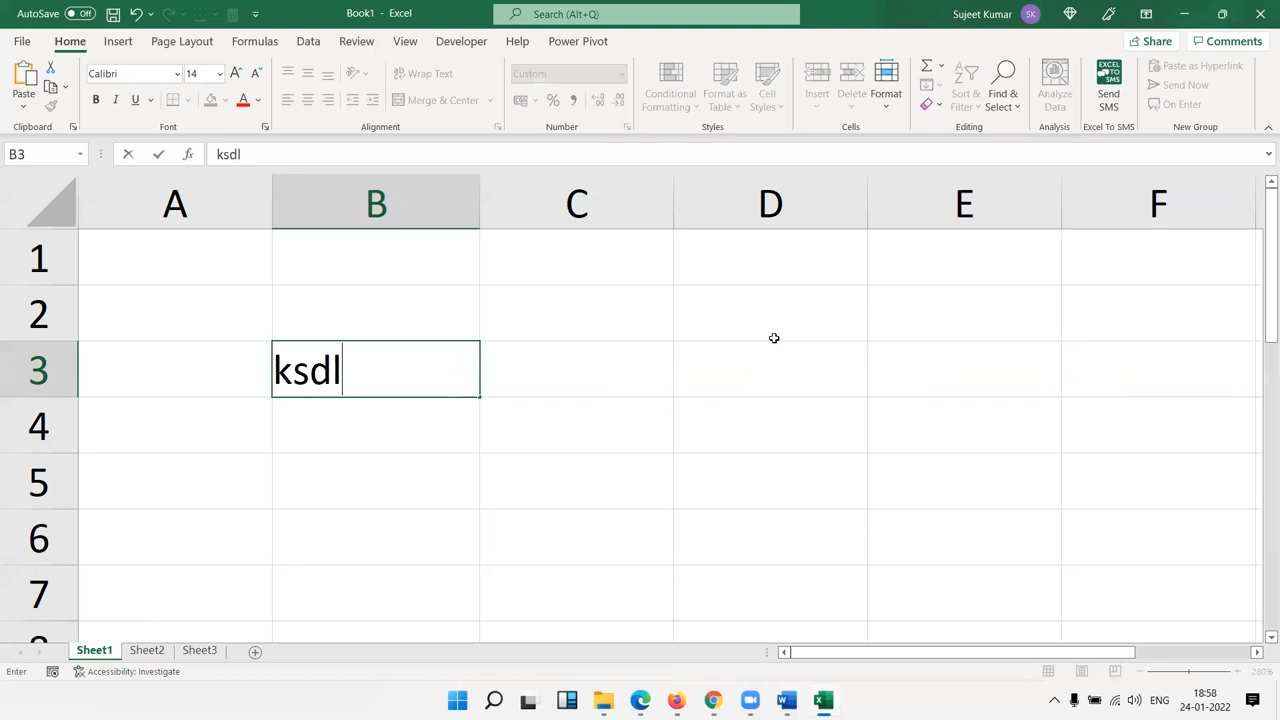 AutoSave Off Book1 - Excel Search (Alt+Q) Sujeet Kumar SK
File Home Insert Page Layout Formulas Data Review View Developer Help Power Pivot Share Comments
Paste Calibri 14 A A Wrap Text Custom Conditional Formatting Format as Table Cell Styles Insert Delete Format Sort & Filter Find & Select Analyze Data Send SMS Paste as Hyperlink
B I U A Merge & Center % Send Now
On Enter
Clipboard Font Alignment Number Styles Cells Editing Analysis Excel To SMS New Group
B3 fx ksdl
A B C D E F
1
2
3 ksdl
4
5
6
7
Sheet1 Sheet2 Sheet3
Enter Accessibility: Investigate 280%
ENG 18:58
24-01-2022